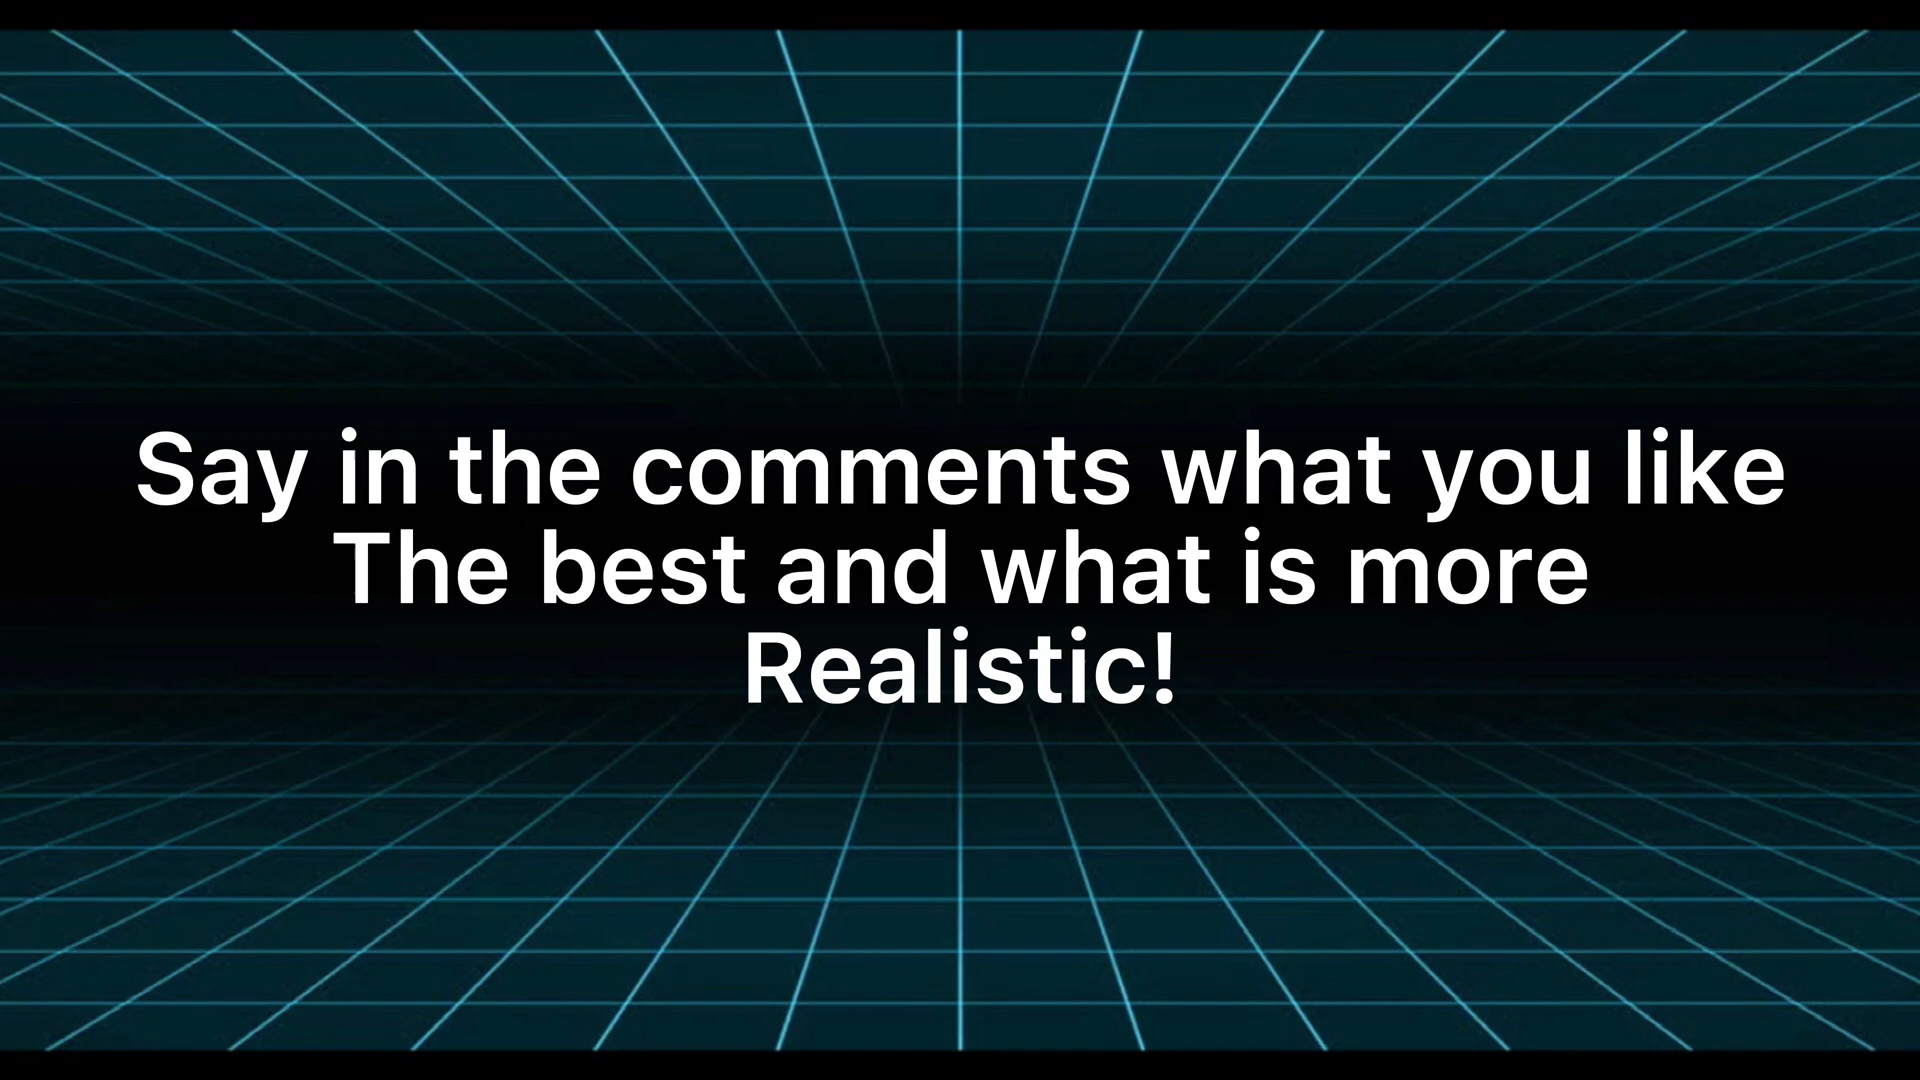 Say in the comments what you like
The best and what is more
Realistic!